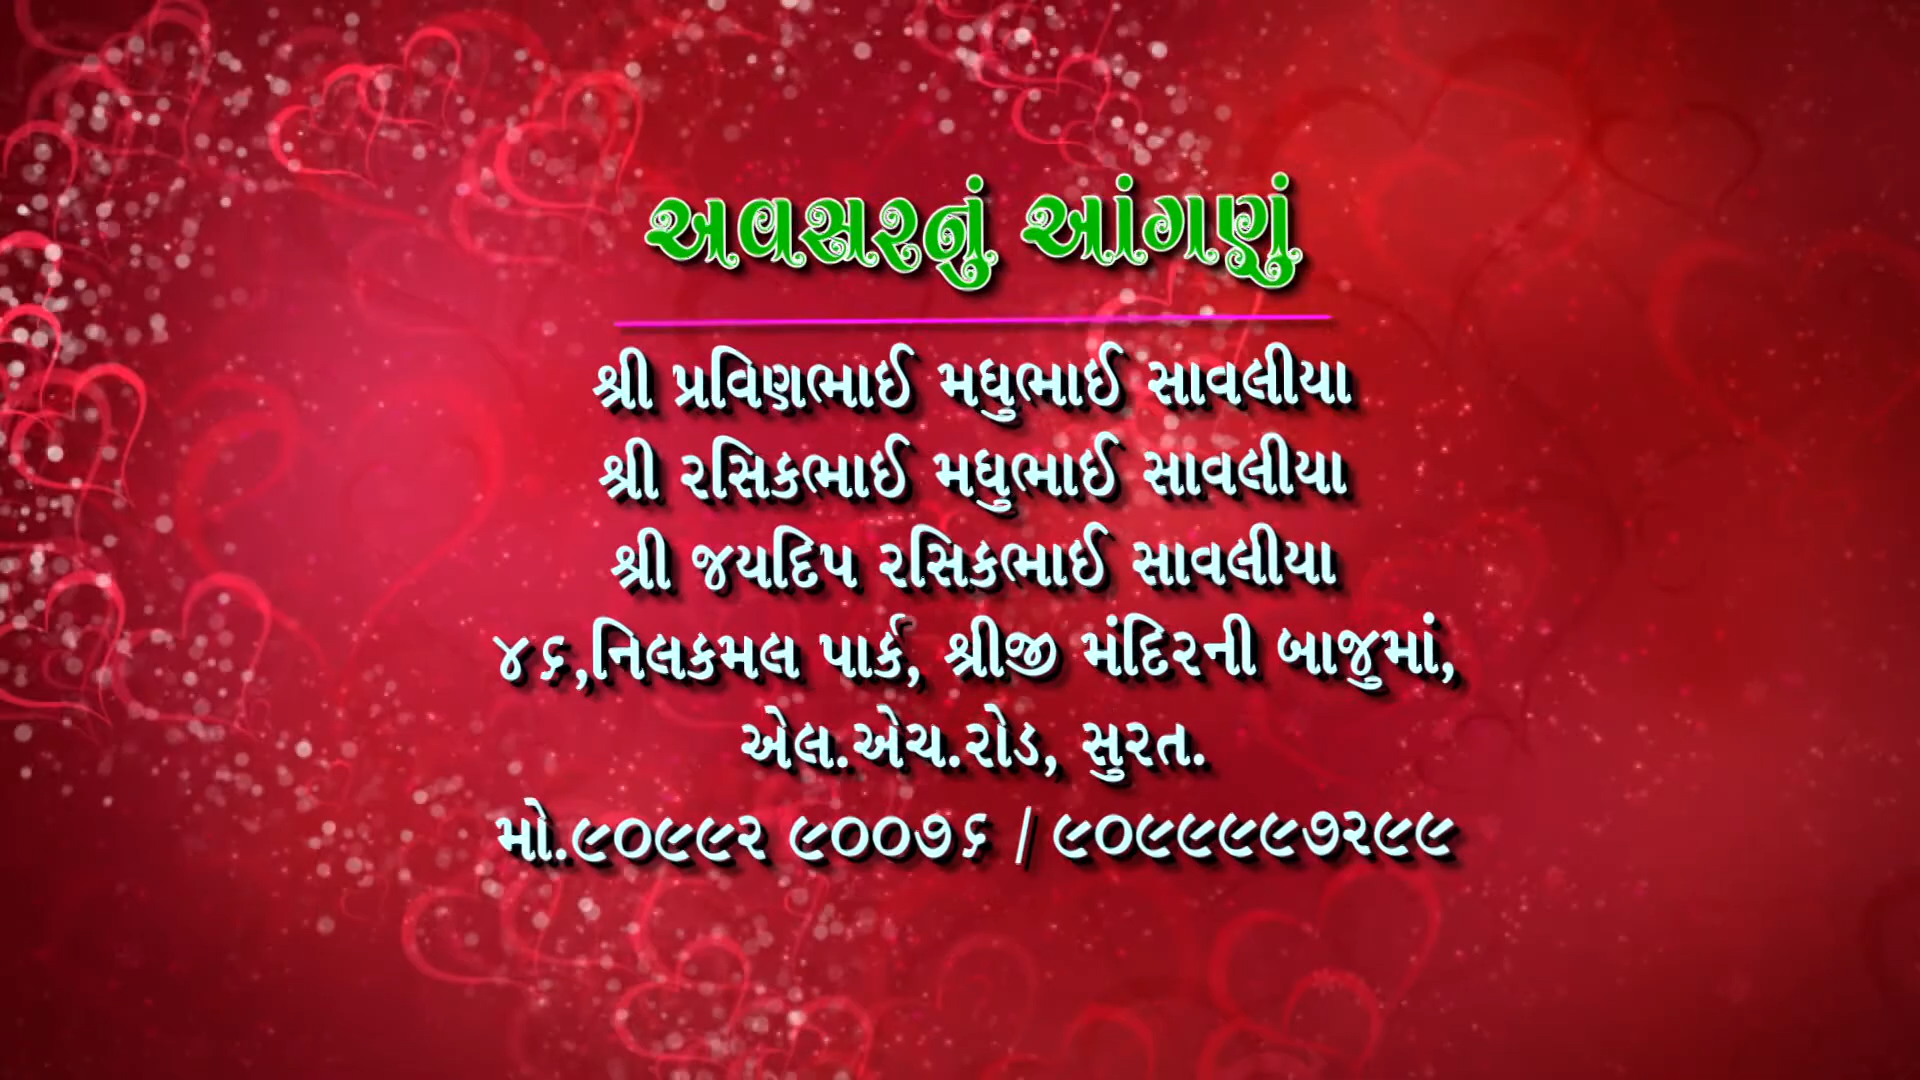 અવસરનું આંગણું
શ્રી પ્રવિણભાઈ મધુભાઈ સાવલીયા
શ્રી રસિકભાઈ મધુભાઈ સાવલીયા
શ્રી જયદિપ રસિકભાઈ સાવલીયા
૪૬,નિલકમલ પાર્ક, શ્રીજી મંદિરની બાજુમાં,
એલ.એચ.રોડ, સુરત.
મો.૯૦૯૯૨ ૯૦૦૭૬ / ૯૦૯૯૯૯૭૨૯૯